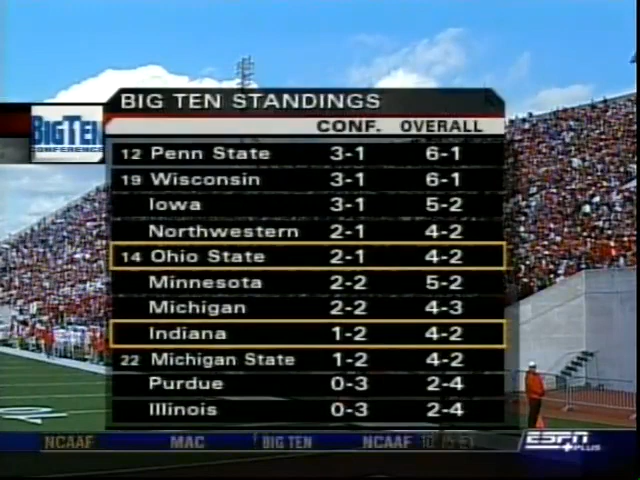 BIG TEN STANDINGS
BIG TEN
CONFERENCE
CONF. OVERALL
12 Penn State 3-1 6-1
19 Wisconsin 3-1 6-1
Iowa 3-1 5-2
Northwestern 2-1 4-2
14 Ohio State 2-1 4-2
Minnesota 2-2 5-2
Michigan 2-2 4-3
Indiana 1-2 4-2
22 Michigan State 1-2 4-2
Purdue 0-3 2-4
Illinois 0-3 2-4
NCAAF MAC BIG TEN NCAAF
ESPN
PLUS